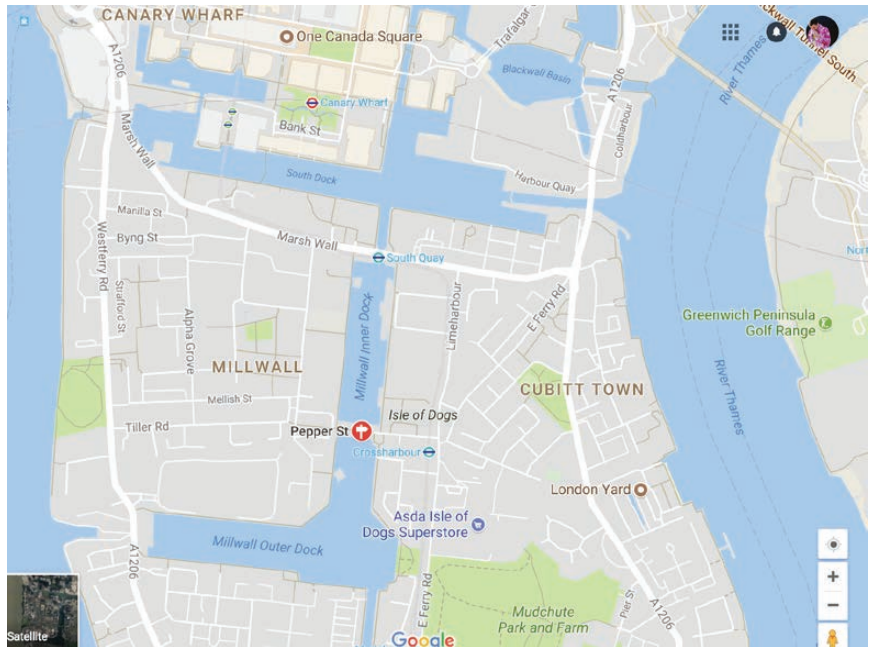 CANARY WHARF
One Canada Square
A1206
Trafalgar
Blackwall Tunnel South
Blackwall Basin
A1206
River Thames
Canary Wharf
Bank St
Coldharbour
Marsh Wall
South Dock
Harbour Quay
Manilla St
Byng St
Marsh Wall
South Quay
Westferry Rd
Strafford St
Alpha Grove
Millwall Inner Dock
Limeharbour
E Ferry Rd
Greenwich Peninsula
Golf Range
MILLWALL
CUBITT TOWN
River Thames
Mellish St
Isle of Dogs
Tiller Rd
Pepper St
Crossharbour
London Yard
Asda Isle of
Dogs Superstore
Millwall Outer Dock
A1206
E Ferry Rd
Mudchute
Park and Farm
Pier St
A1206
Satellite
Google